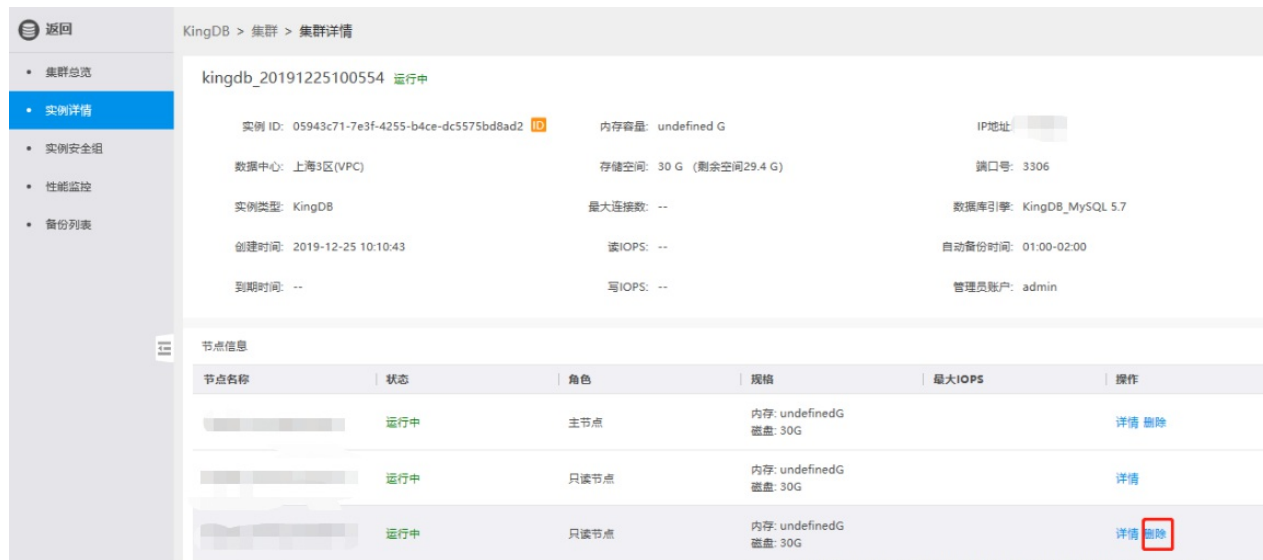 返回
KingDB > 集群 > 集群详情
集群总览
实例详情
实例安全组
性能监控
备份列表
kingdb_20191225100554 运行中
实例 ID: 05943c71-7e3f-4255-b4ce-dc5575bd8ad2 ID 内存容量: undefined G IP地址
数据中心: 上海3区(VPC) 存储空间: 30 G (剩余空间29.4 G) 端口号: 3306
实例类型: KingDB 最大连接数: -- 数据库引擎: KingDB_MySQL 5.7
创建时间: 2019-12-25 10:10:43 读IOPS: -- 自动备份时间: 01:00-02:00
到期时间: -- 写IOPS: -- 管理员账户: admin
节点信息
节点名称 状态 角色 规格 最大IOPS 操作
运行中 主节点 内存: undefinedG 详情 删除
磁盘: 30G
运行中 只读节点 内存: undefinedG 详情
磁盘: 30G
运行中 只读节点 内存: undefinedG 详情 删除
磁盘: 30G